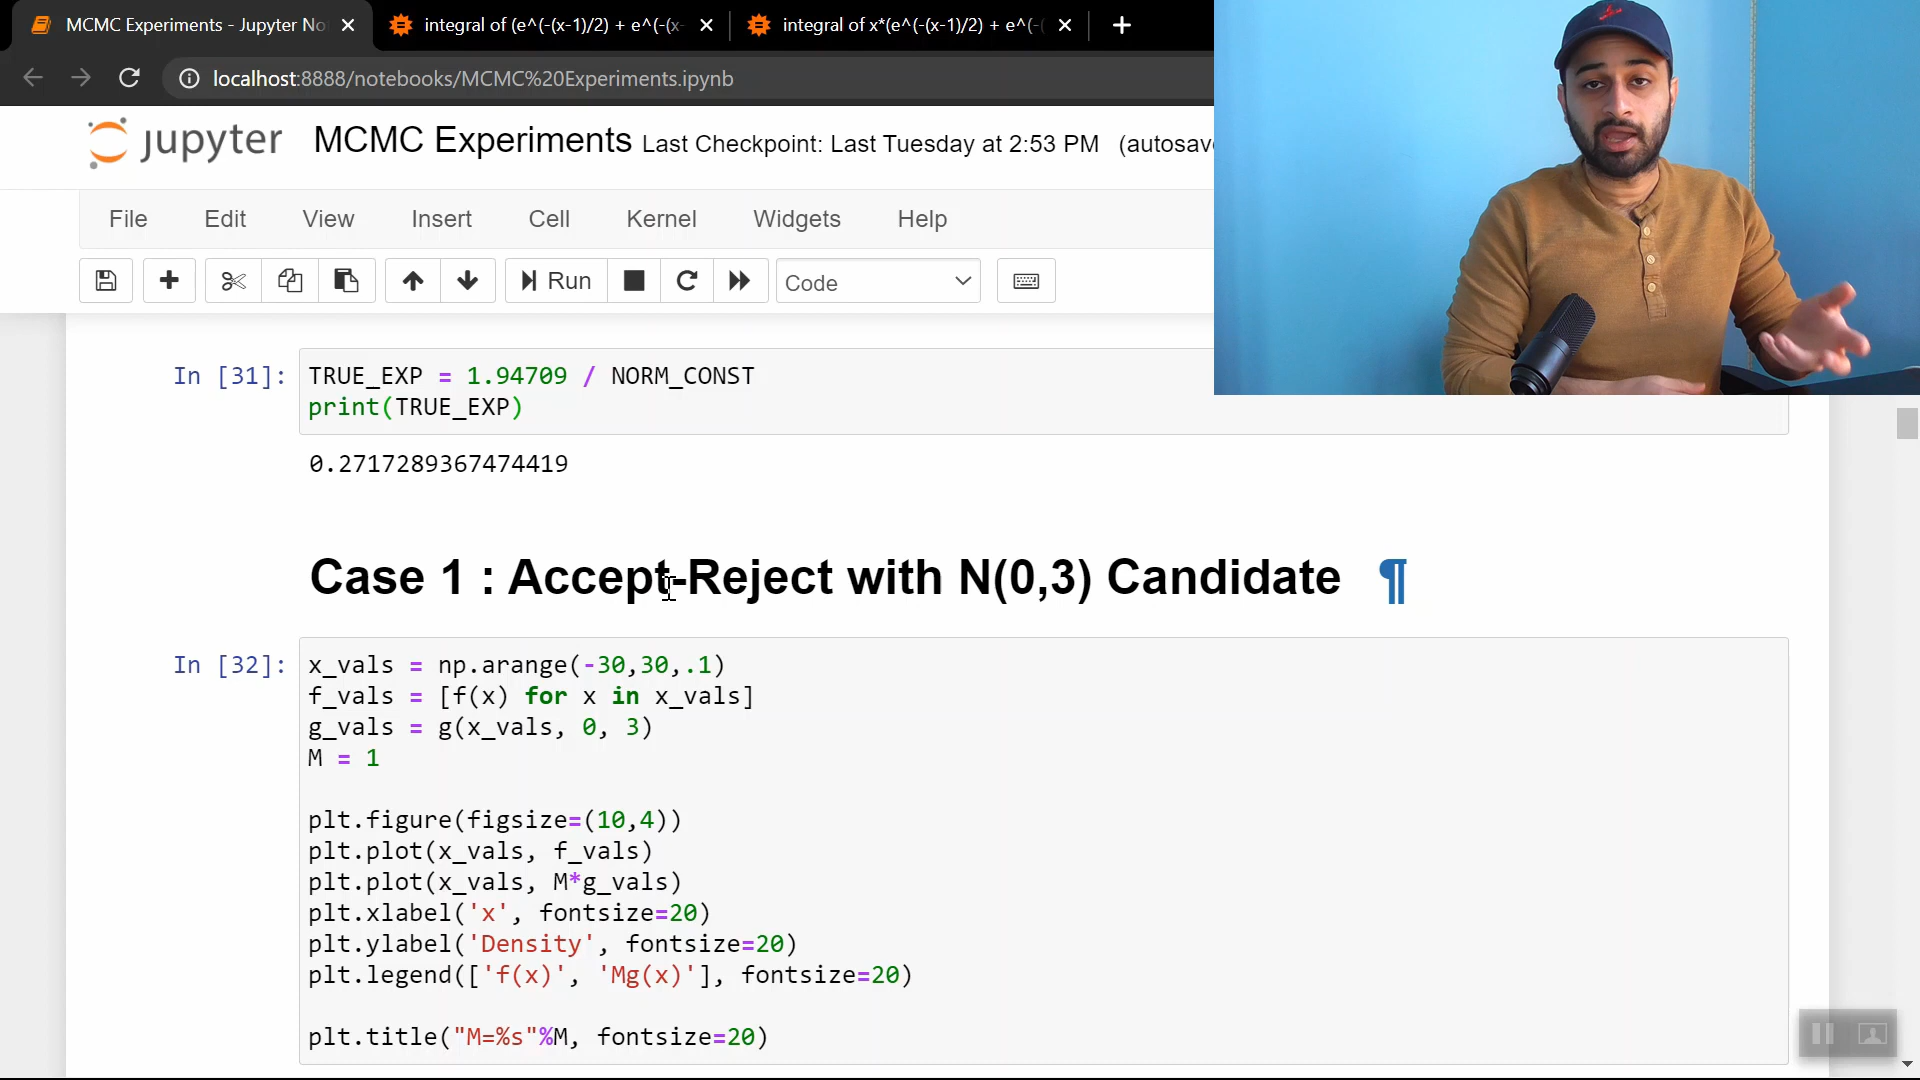 MCMC Experiments - Jupyter No
integral of (e^(-(x-1)/2) + e^(-(x-
integral of x*(e^(-(x-1)/2) + e^(-(
localhost:8888/notebooks/MCMC%20Experiments.ipynb
jupyter MCMC Experiments Last Checkpoint: Last Tuesday at 2:53 PM (autosave
File Edit View Insert Cell Kernel Widgets Help
Run Code
In [31]: TRUE_EXP = 1.94709 / NORM_CONST
print(TRUE_EXP)
0.2717289367474419
Case 1 : Accept-Reject with N(0,3) Candidate ¶
In [32]: x_vals = np.arange(-30,30,.1)
f_vals = [f(x) for x in x_vals]
g_vals = g(x_vals, 0, 3)
M = 1
plt.figure(figsize=(10,4))
plt.plot(x_vals, f_vals)
plt.plot(x_vals, M*g_vals)
plt.xlabel('x', fontsize=20)
plt.ylabel('Density', fontsize=20)
plt.legend(['f(x)', 'Mg(x)'], fontsize=20)
plt.title("M=%s"%M, fontsize=20)